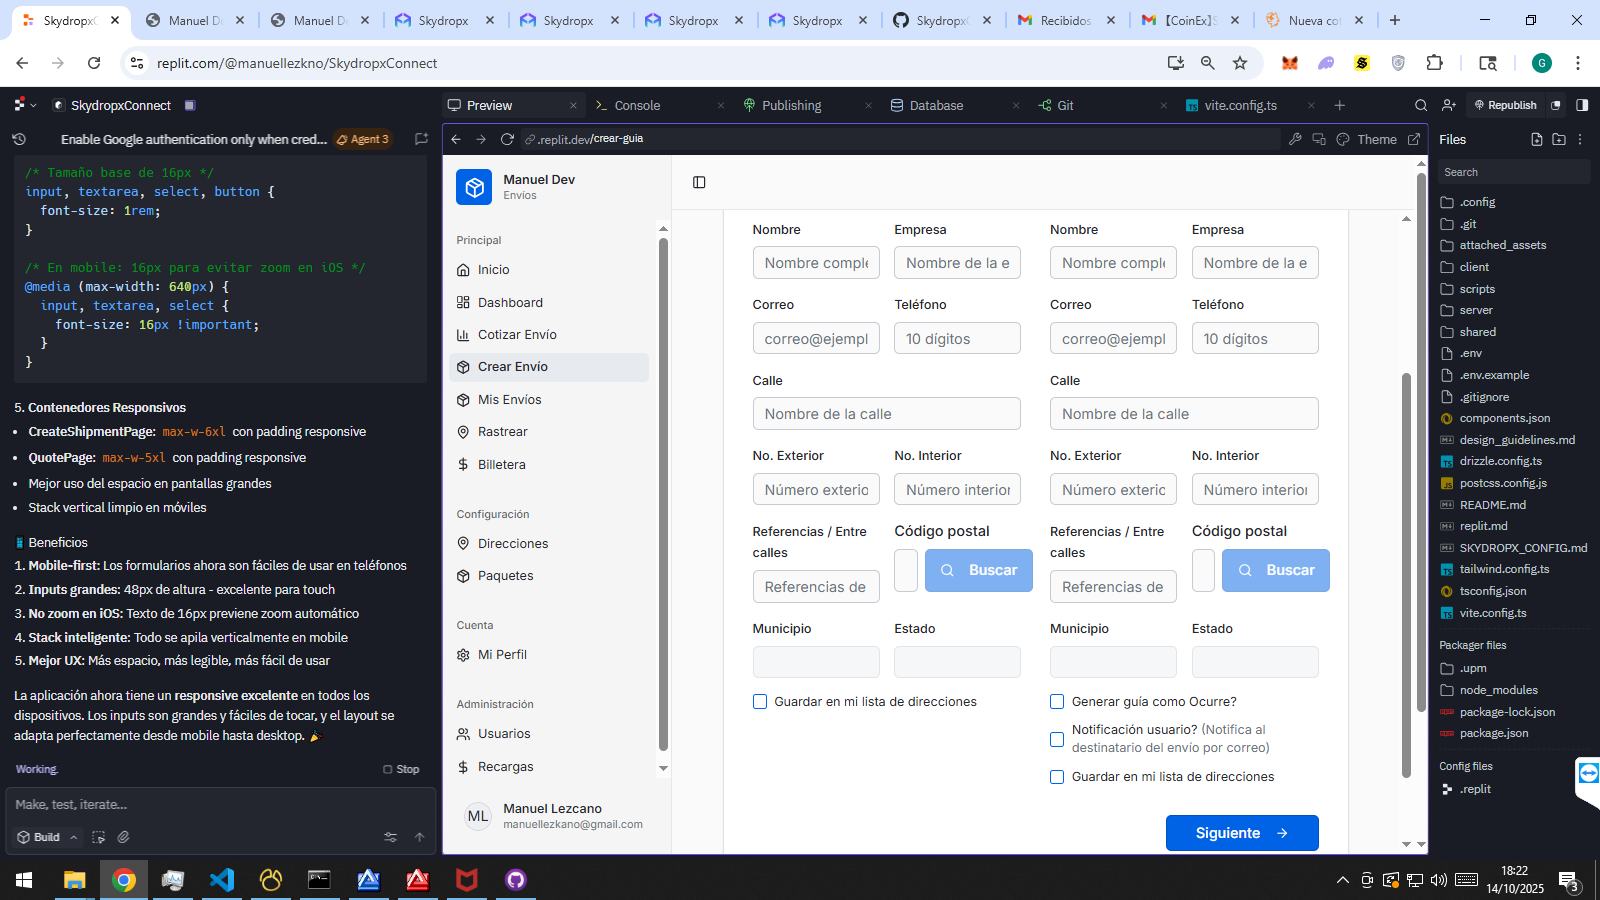 SkydropxC
Manuel De
Manuel De
Skydropx
Skydropx
Skydropx
Skydropx
SkydropxC
Recibidos
【CoinEx】S
Nueva cot
replit.com/@manuellezkno/SkydropxConnect
G
SkydropxConnect
Preview
Console
Publishing
Database
Git
vite.config.ts
Republish
Enable Google authentication only when cred...
Agent 3
.replit.dev/crear-guia
Theme
Files
/* Tamaño base de 16px */
input, textarea, select, button {
font-size: 1rem;
}
/* En mobile: 16px para evitar zoom en iOS */
@media (max-width: 640px) {
input, textarea, select {
font-size: 16px !important;
}
}
5. Contenedores Responsivos
CreateShipmentPage: max-w-6xl con padding responsive
QuotePage: max-w-5xl con padding responsive
Mejor uso del espacio en pantallas grandes
Stack vertical limpio en móviles
Beneficios
1. Mobile-first: Los formularios ahora son fáciles de usar en teléfonos
2. Inputs grandes: 48px de altura - excelente para touch
3. No zoom en iOS: Texto de 16px previene zoom automático
4. Stack inteligente: Todo se apila verticalmente en mobile
5. Mejor UX: Más espacio, más legible, más fácil de usar
La aplicación ahora tiene un responsive excelente en todos los
dispositivos. Los inputs son grandes y fáciles de tocar, y el layout se
adapta perfectamente desde mobile hasta desktop.
Working.
Stop
Make, test, iterate...
Build
Manuel Dev
Envíos
Principal
Inicio
Dashboard
Cotizar Envío
Crear Envío
Mis Envíos
Rastrear
Billetera
Configuración
Direcciones
Paquetes
Cuenta
Mi Perfil
Administración
Usuarios
Recargas
ML
Manuel Lezcano
manuellezkano@gmail.com
Nombre Empresa Nombre Empresa
Nombre comple Nombre de la e Nombre comple Nombre de la e
Correo Teléfono Correo Teléfono
correo@ejempl 10 dígitos correo@ejempl 10 dígitos
Calle Calle
Nombre de la calle Nombre de la calle
No. Exterior No. Interior No. Exterior No. Interior
Número exterio Número interior Número exterio Número interior
Referencias / Entre calles Código postal Referencias / Entre calles Código postal
Referencias de Buscar Referencias de Buscar
Municipio Estado Municipio Estado
Guardar en mi lista de direcciones
Generar guía como Ocurre?
Notificación usuario? (Notifica al
destinatario del envío por correo)
Guardar en mi lista de direcciones
Siguiente
Search
.config
.git
attached_assets
client
scripts
server
shared
.env
.env.example
.gitignore
components.json
design_guidelines.md
drizzle.config.ts
postcss.config.js
README.md
replit.md
SKYDROPX_CONFIG.md
tailwind.config.ts
tsconfig.json
vite.config.ts
Packager files
.upm
node_modules
package-lock.json
package.json
Config files
.replit
18:22
14/10/2025
3